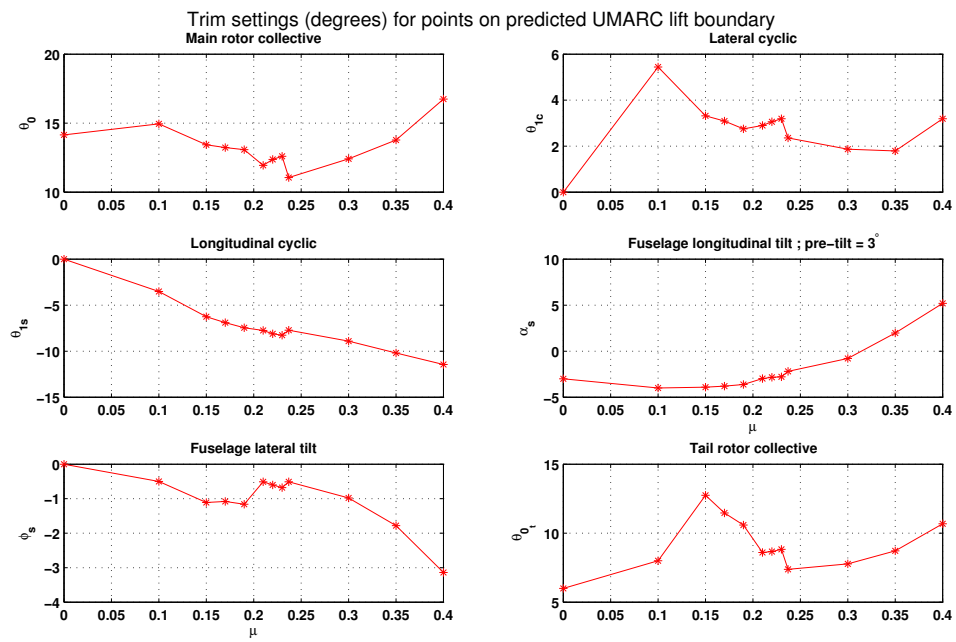 Trim settings (degrees) for points on predicted UMARC lift boundary
Main rotor collective
20
15
10
θ0
0 0.05 0.1 0.15 0.2 0.25 0.3 0.35 0.4
Lateral cyclic
6
4
2
0
θ1c
0 0.05 0.1 0.15 0.2 0.25 0.3 0.35 0.4
Longitudinal cyclic
0
−5
−10
−15
θ1s
0 0.05 0.1 0.15 0.2 0.25 0.3 0.35 0.4
Fuselage longitudinal tilt ; pre−tilt = 3°
10
5
0
−5
αs
0 0.05 0.1 0.15 0.2 0.25 0.3 0.35 0.4
μ
Fuselage lateral tilt
0
−1
−2
−3
−4
ϕs
0 0.05 0.1 0.15 0.2 0.25 0.3 0.35 0.4
μ
Tail rotor collective
15
10
5
θ0t
0 0.05 0.1 0.15 0.2 0.25 0.3 0.35 0.4